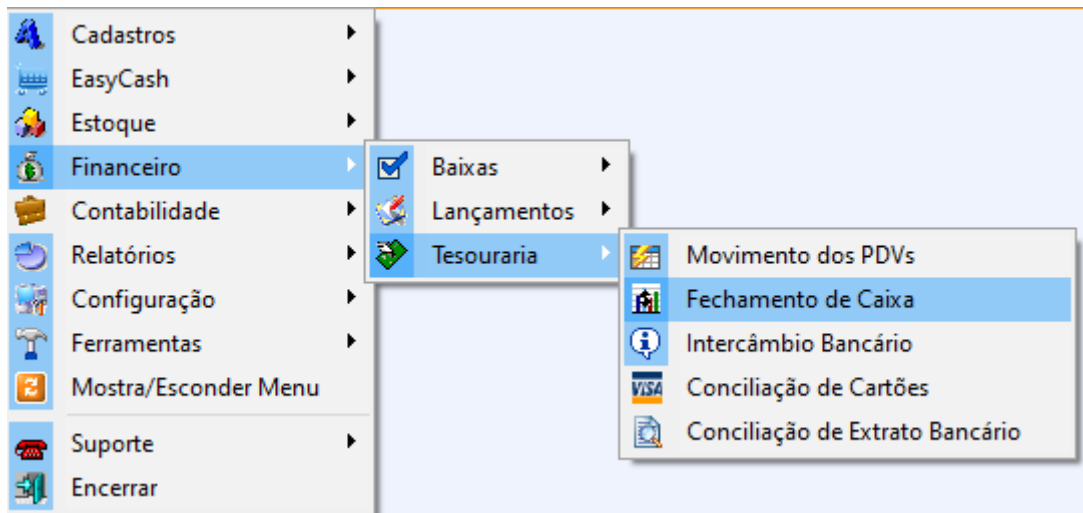 Cadastros
EasyCash
Estoque
Financeiro
Contabilidade
Relatórios
Configuração
Ferramentas
Mostra/Esconder Menu
Suporte
Encerrar
Baixas
Lançamentos
Tesouraria
Movimento dos PDVs
Fechamento de Caixa
Intercâmbio Bancário
VISA
Conciliação de Cartões
Conciliação de Extrato Bancário